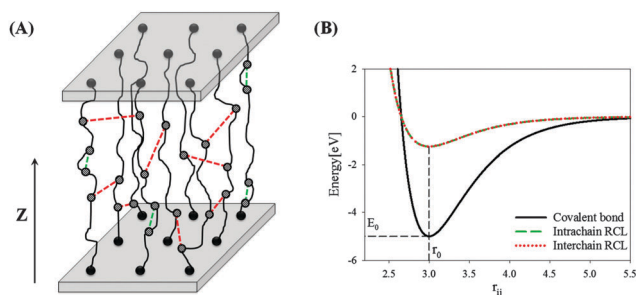 (A)
Z
(B)
Energy[eV]
2
0
-2
-4
-6
E₀
r₀
Covalent bond
Intrachain RCL
Interchain RCL
2.5
3.0
3.5
4.0
4.5
5.0
5.5
r_ij